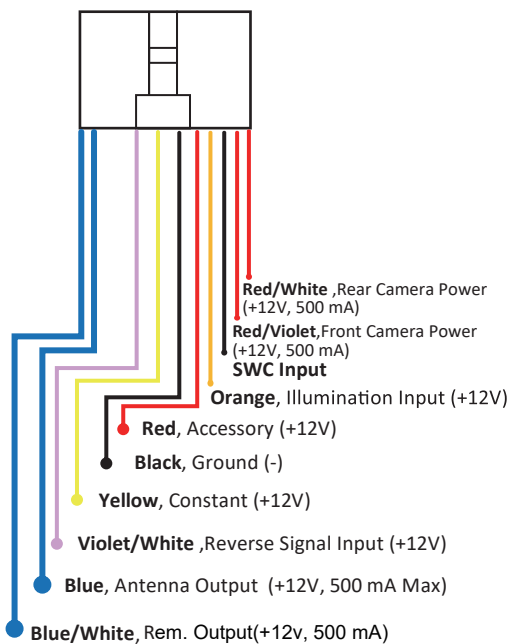 Red/White ,Rear Camera Power
(+12V, 500 mA)
Red/Violet,Front Camera Power
(+12V, 500 mA)
SWC Input
Orange, Illumination Input (+12V)
Red, Accessory (+12V)
Black, Ground (-)
Yellow, Constant (+12V)
Violet/White ,Reverse Signal Input (+12V)
Blue, Antenna Output (+12V, 500 mA Max)
Blue/White, Rem. Output(+12v, 500 mA)